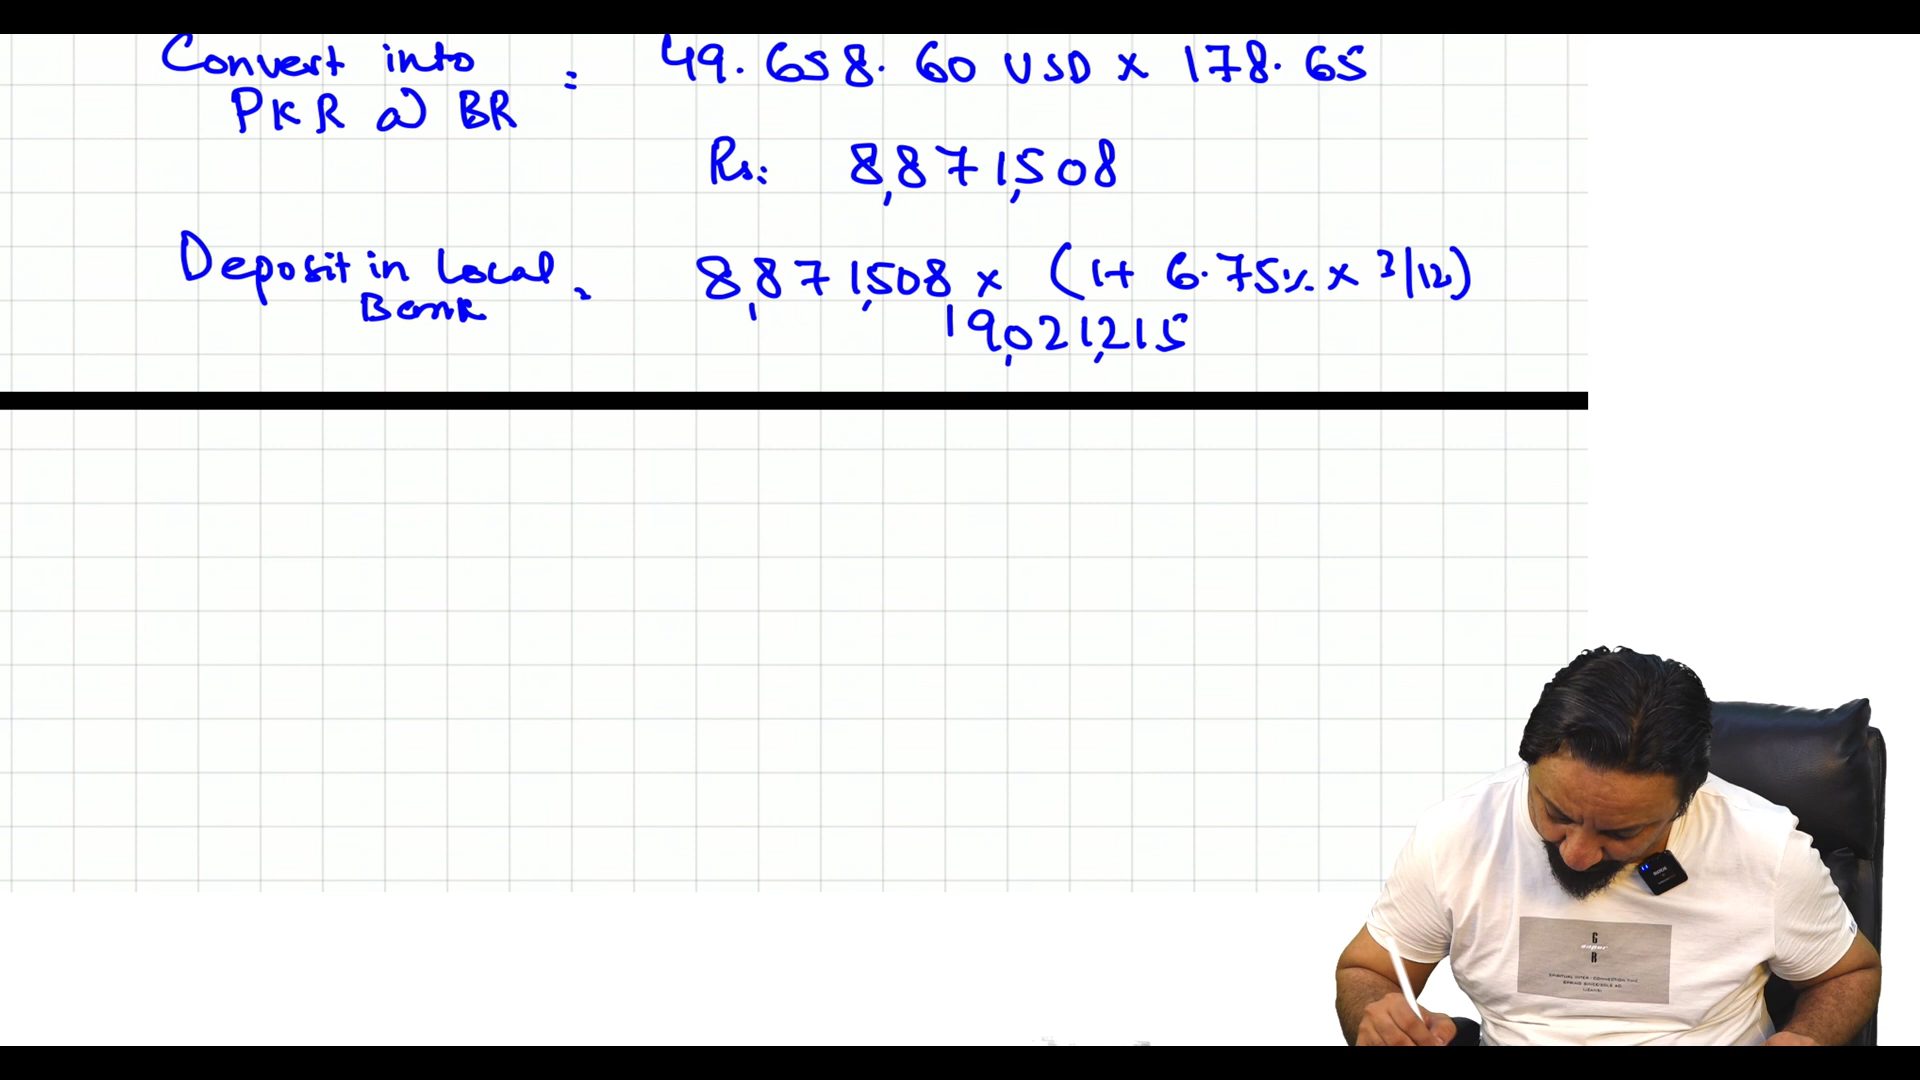 Convert into = 49.658.60 USD x 178.65
PKR @ BR
Rs: 8,871,508
Deposit in Local = 8,871,508 x (1+ 6.75% x 3/12)
Bank
19,021,215
G
R